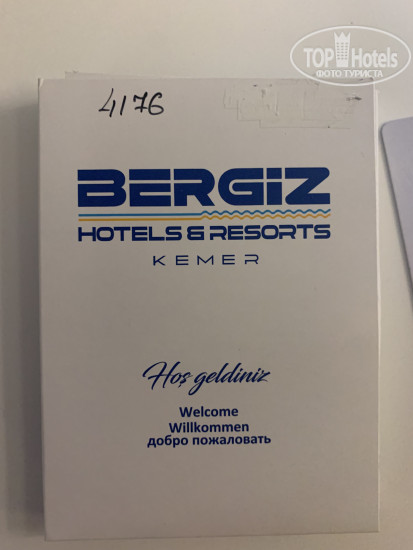 TOP Hotels
ФОТО ТУРИСТА
4176
BERGiZ
HOTELS & RESORTS
KEMER
Hoş geldiniz
Welcome
Willkommen
добро пожаловать